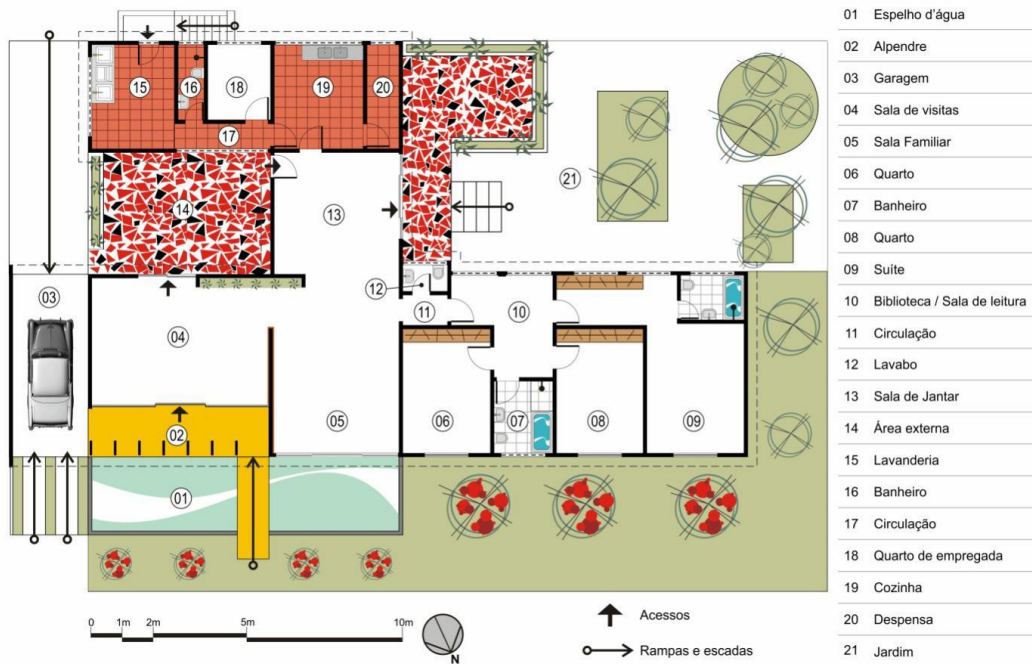 01 Espelho d'água
02 Alpendre
03 Garagem
04 Sala de visitas
05 Sala Familiar
06 Quarto
07 Banheiro
08 Quarto
09 Suíte
10 Biblioteca / Sala de leitura
11 Circulação
12 Lavabo
13 Sala de Jantar
14 Área externa
15 Lavanderia
16 Banheiro
17 Circulação
18 Quarto de empregada
19 Cozinha
20 Despensa
21 Jardim
15
16
18
19
20
17
14
13
21
12
11
10
03
04
02
05
06
07
08
09
01
0 1m 2m 5m 10m
N
Acessos
Rampas e escadas